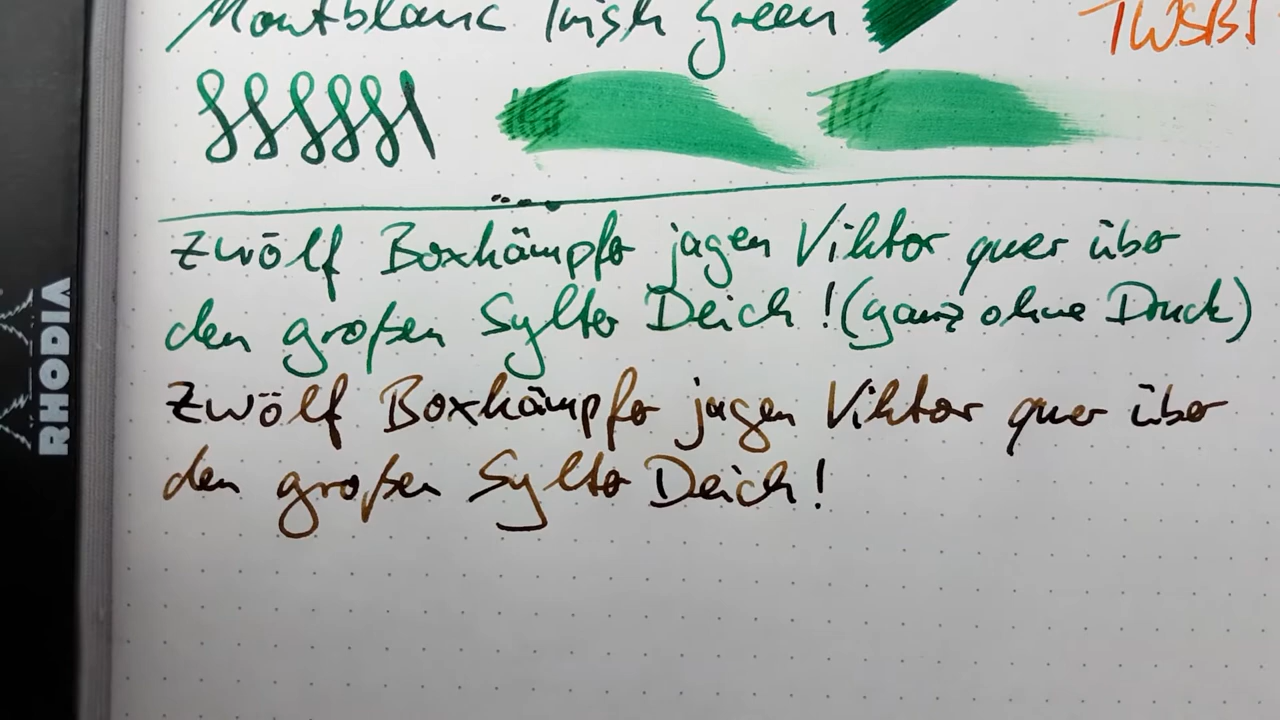 Montblanc Irish Green
TWSBI
Zwölf Boxkämpfer jagen Viktor quer über
den großen Sylter Deich! (ganz ohne Druck)
Zwölf Boxkämpfer jagen Viktor quer über
den großen Sylter Deich!
RHODIA